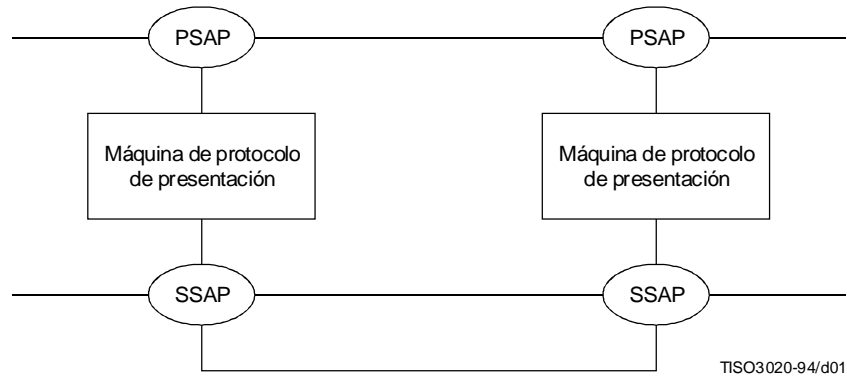 PSAP
PSAP
Máquina de protocolo
de presentación
Máquina de protocolo
de presentación
SSAP
SSAP
TISO3020-94/d01